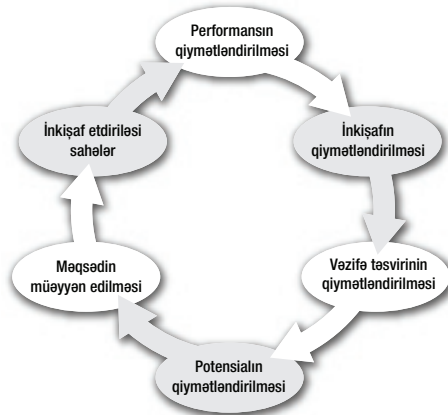 Performansın
qiymətləndirilməsi
İnkişafın
qiymətləndirilməsi
Vəzifə təsvirinin
qiymətləndirilməsi
Potensialın
qiymətləndirilməsi
Məqsədin
müəyyən edilməsi
İnkişaf etdiriləsi
sahələr